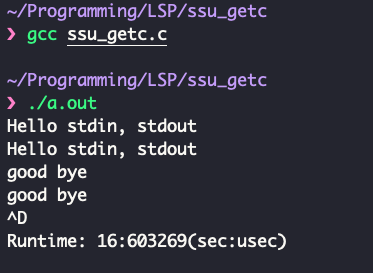 ~/Programming/LSP/ssu_getc
❯ gcc ssu_getc.c
~/Programming/LSP/ssu_getc
❯ ./a.out
Hello stdin, stdout
Hello stdin, stdout
good bye
good bye
^D
Runtime: 16:603269(sec:usec)